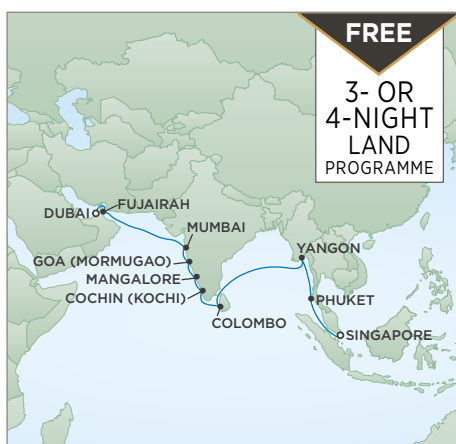 FREE
3- OR
4-NIGHT
LAND
PROGRAMME
DUBAI
FUJAIRAH
MUMBAI
GOA (MORMUGAO)
MANGALORE
COCHIN (KOCHI)
COLOMBO
YANGON
PHUKET
SINGAPORE